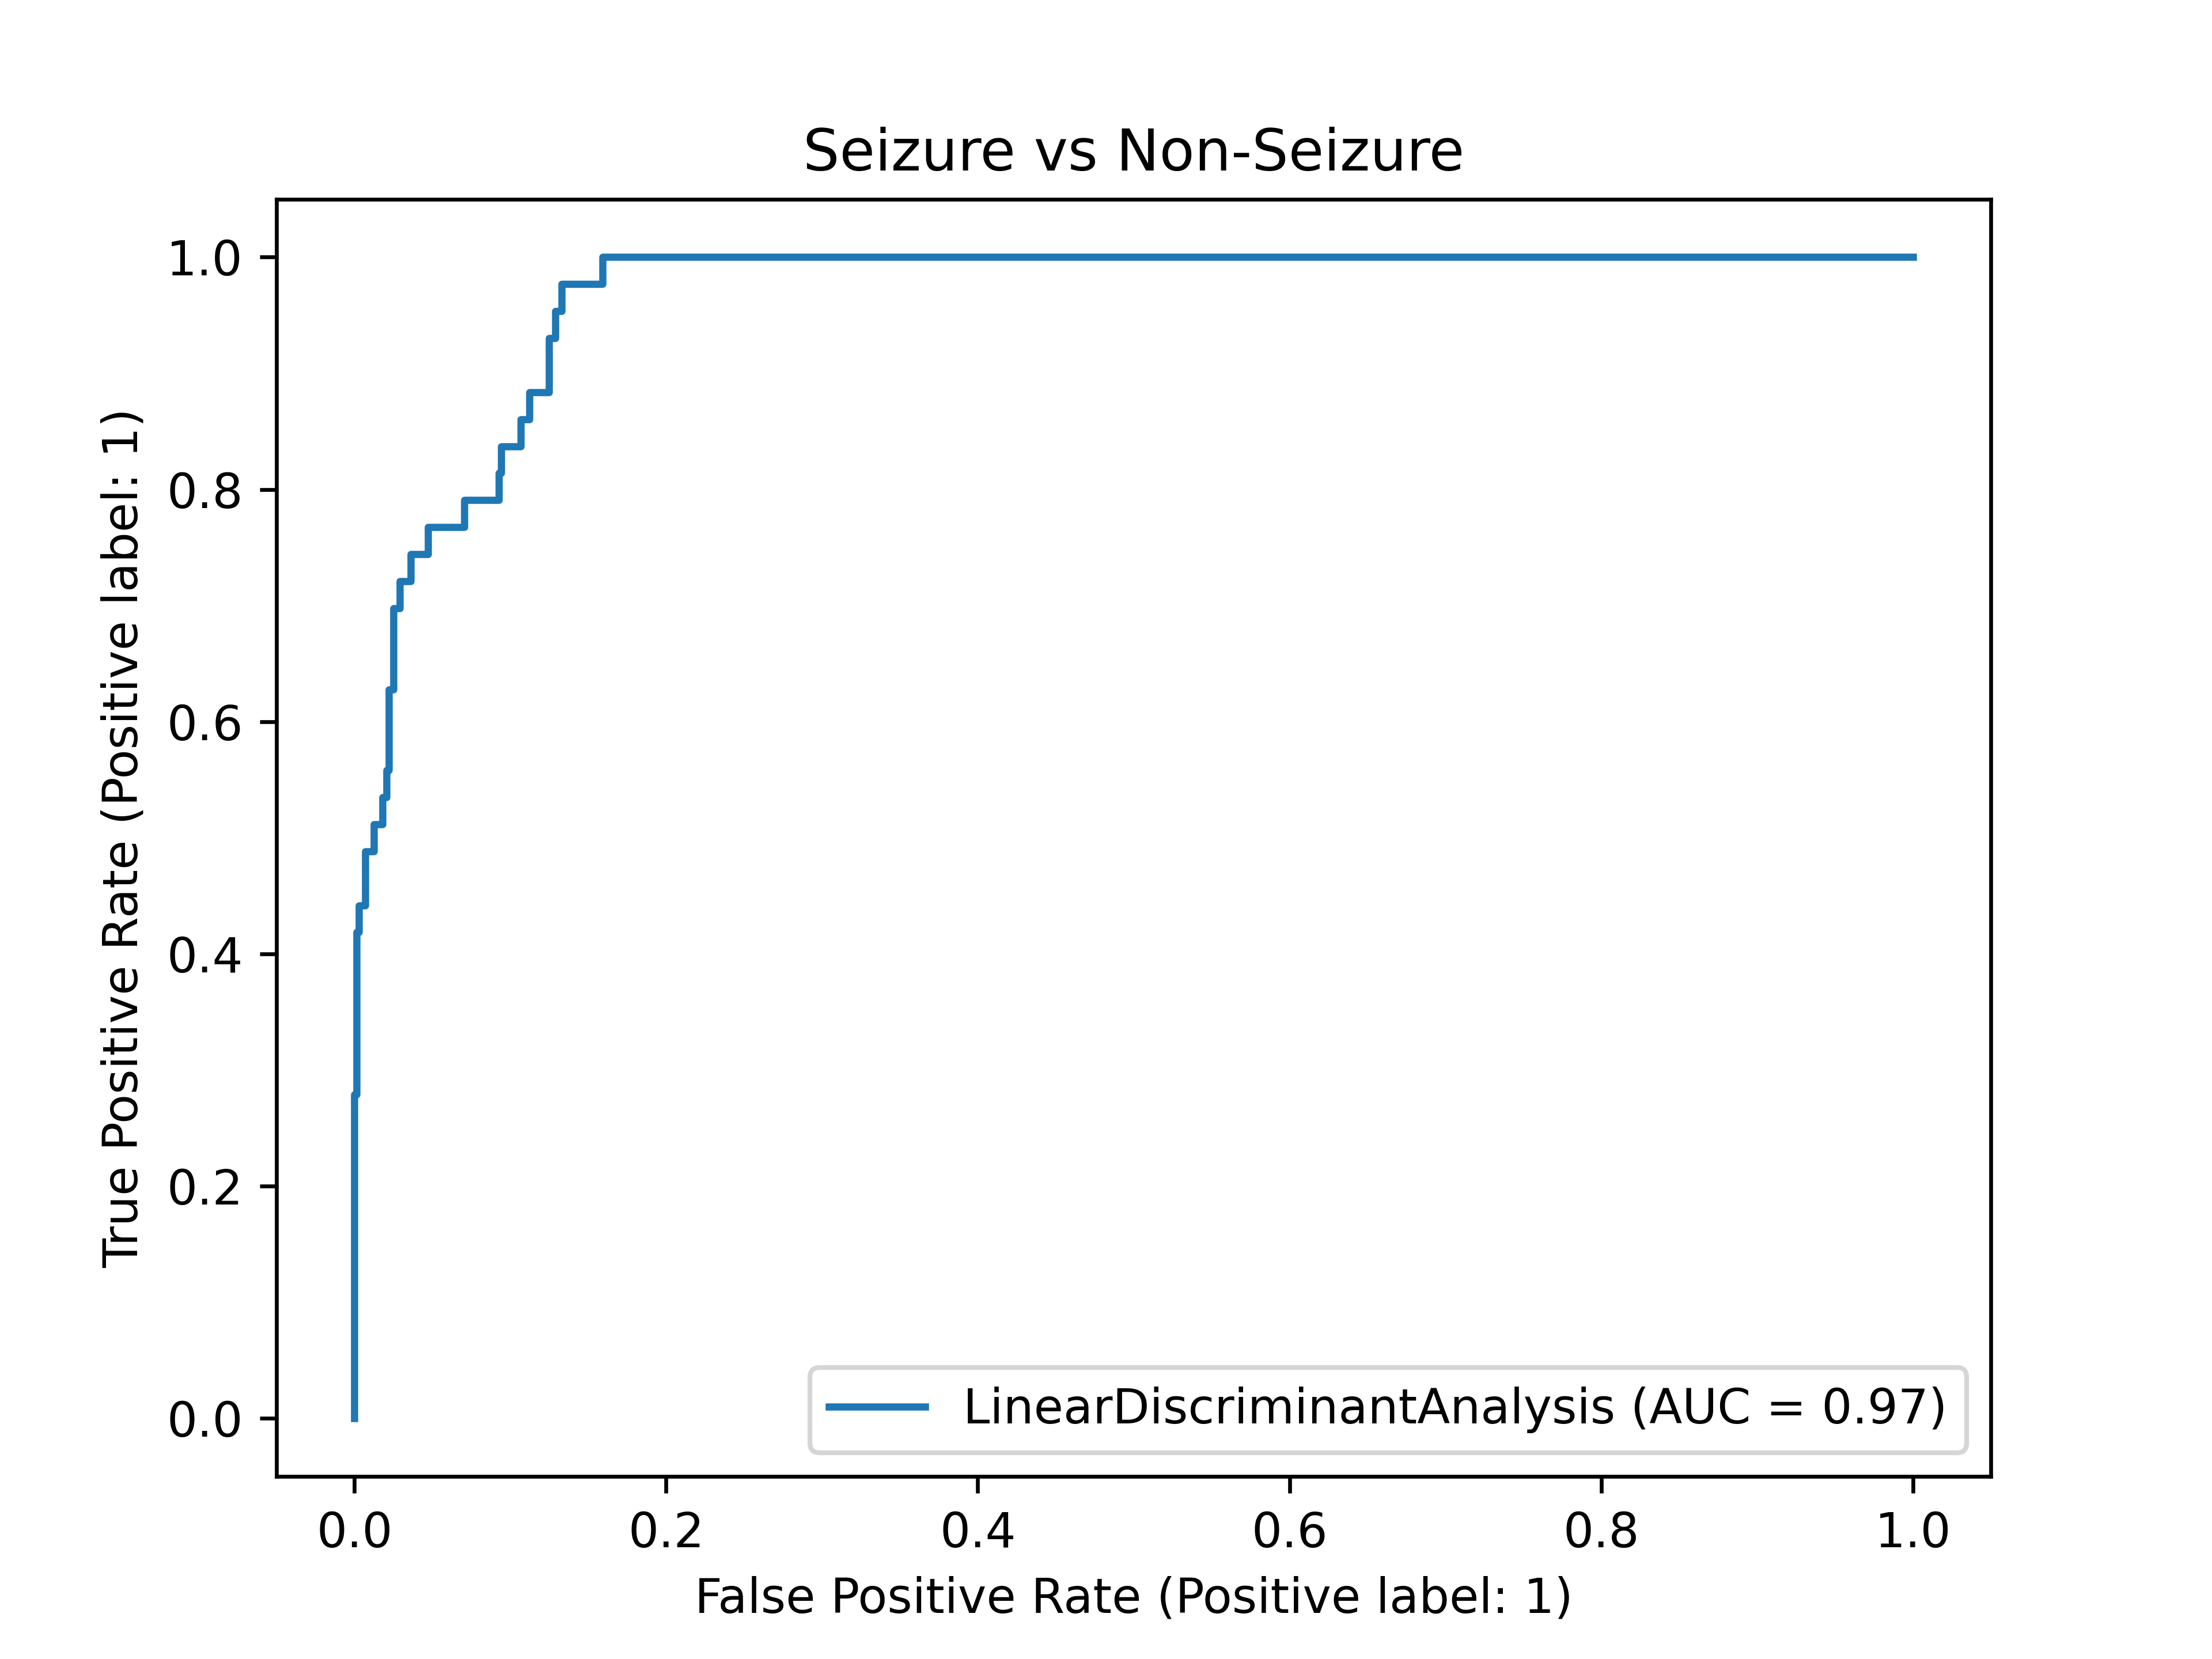 Seizure vs Non-Seizure
True Positive Rate (Positive label: 1)
1.0
0.8
0.6
0.4
0.2
0.0
LinearDiscriminantAnalysis (AUC = 0.97)
0.0 0.2 0.4 0.6 0.8 1.0
False Positive Rate (Positive label: 1)